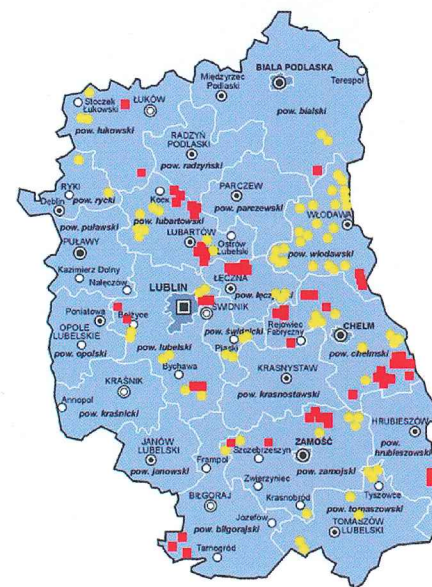 BIAŁA PODLASKA
Międzyrzec
Podlaski
Terespol
Stoczek
Łukowski
ŁUKÓW
pow. łukowski
pow. bialski
RADZYŃ
PODLASKI
pow. radzyński
RYKI
Dęblin
pow. rycki
Kock
PARCZEW
pow. parczewski
pow. lubartowski
WŁODAWA
pow. puławski
PUŁAWY
LUBARTÓW
Ostrów
Lubelski
pow. włodawski
Kazimierz Dolny
Nałęczów
LUBLIN
ŁĘCZNA
ŚWIDNIK
Poniatowa
Bełżyce
OPOLE
LUBELSKIE
pow. opolski
pow. lubelski
pow. świdnicki
Piaski
Rejowiec
Fabryczny
CHEŁM
pow. chełmski
Bychawa
KRASNYSTAW
pow. krasnostawski
KRAŚNIK
Annopol
pow. kraśnicki
HRUBIESZÓW
pow.
hrubieszowski
JANÓW
LUBELSKI
pow. janowski
Frampol
Szczebrzeszyn
ZAMOŚĆ
pow. zamojski
Zwierzyniec
BIŁGORAJ
Krasnobród
Tyszowce
pow. tomaszowski
Józefow
TOMASZÓW
LUBELSKI
pow. biłgorajski
Tarnogród